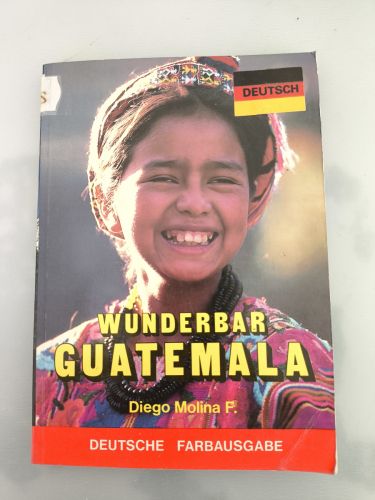 S
DEUTSCH
WUNDERBAR
GUATEMALA
Diego Molina F.
DEUTSCHE FARBAUSGABE